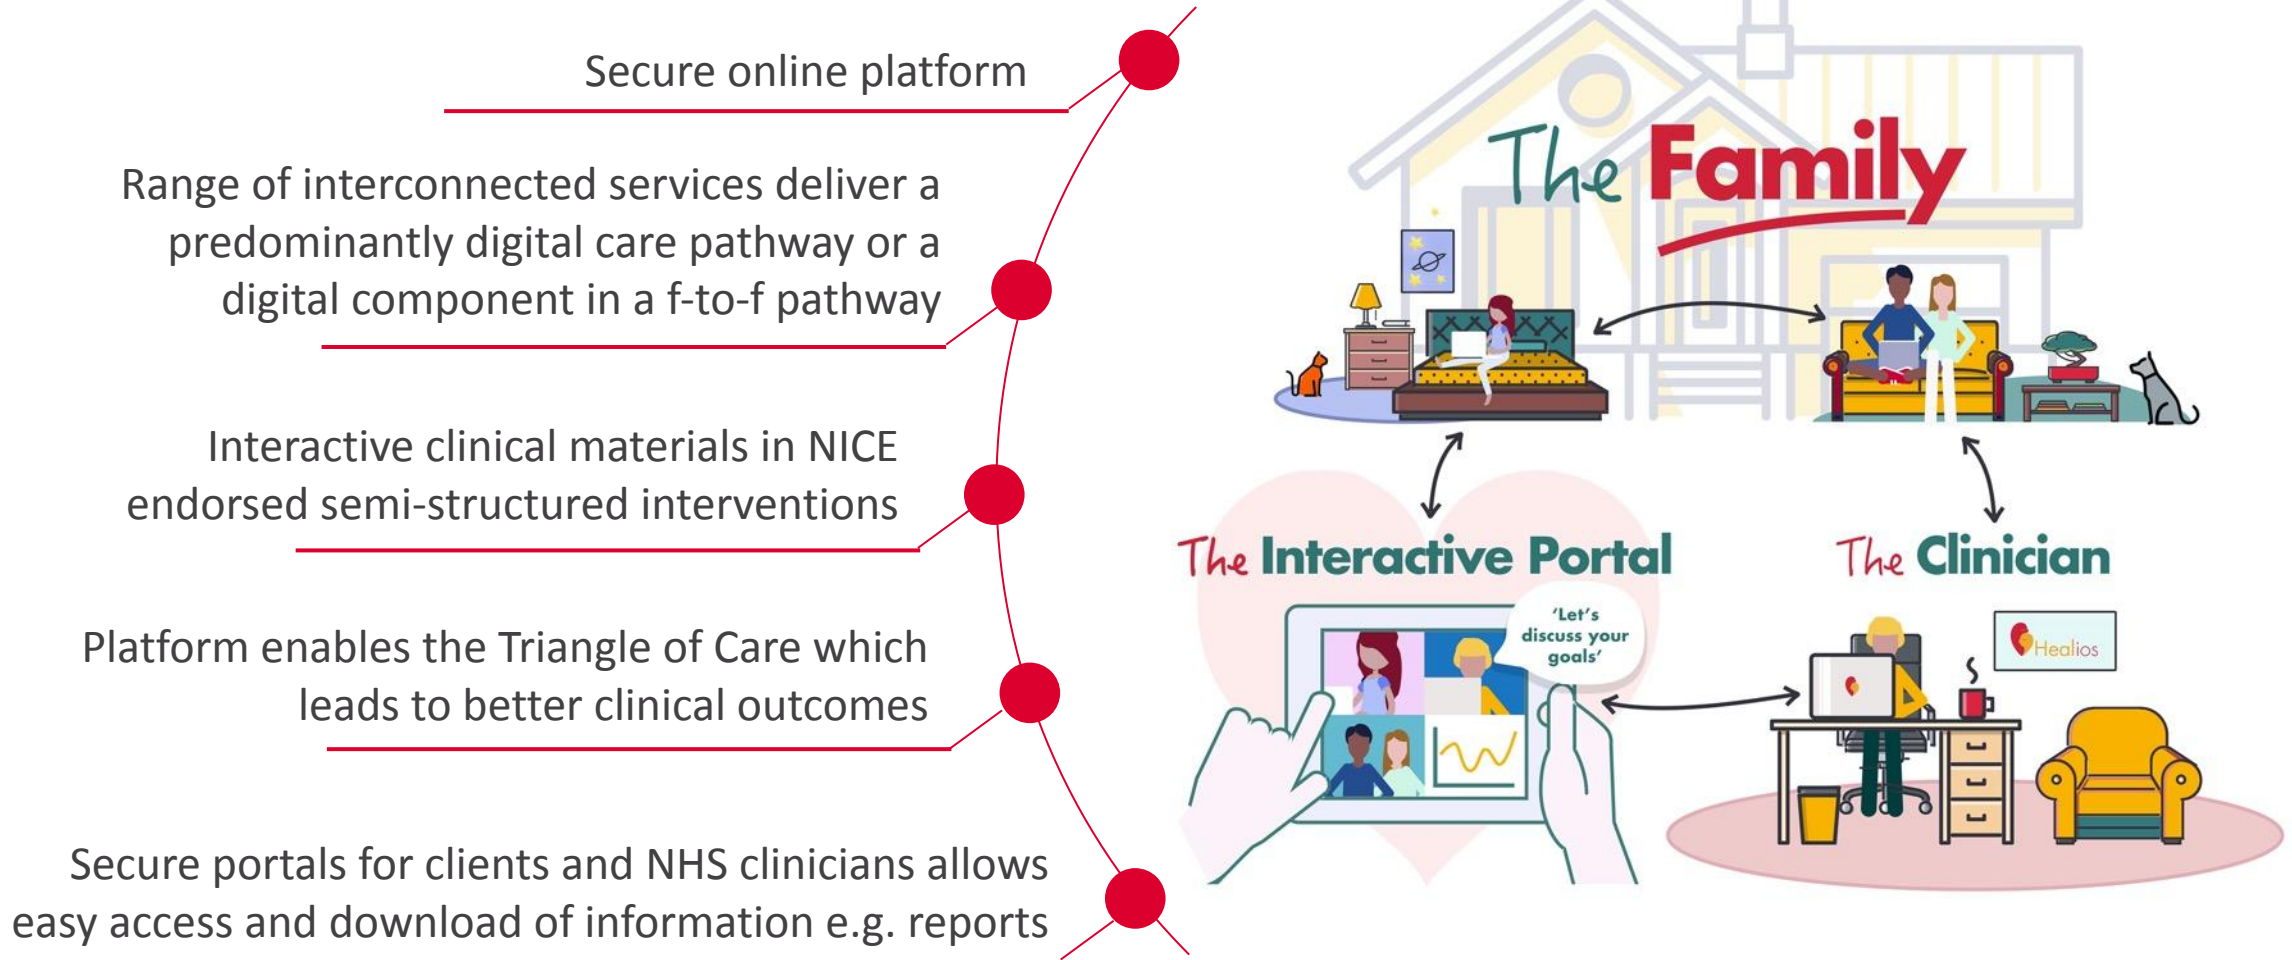 Secure online platform
Range of interconnected services deliver a
predominantly digital care pathway or a
digital component in a f-to-f pathway
Interactive clinical materials in NICE
endorsed semi-structured interventions
Platform enables the Triangle of Care which
leads to better clinical outcomes
Secure portals for clients and NHS clinicians allows
easy access and download of information e.g. reports
The Family
The Interactive Portal
'Let's
discuss your
goals'
The Clinician
Healios